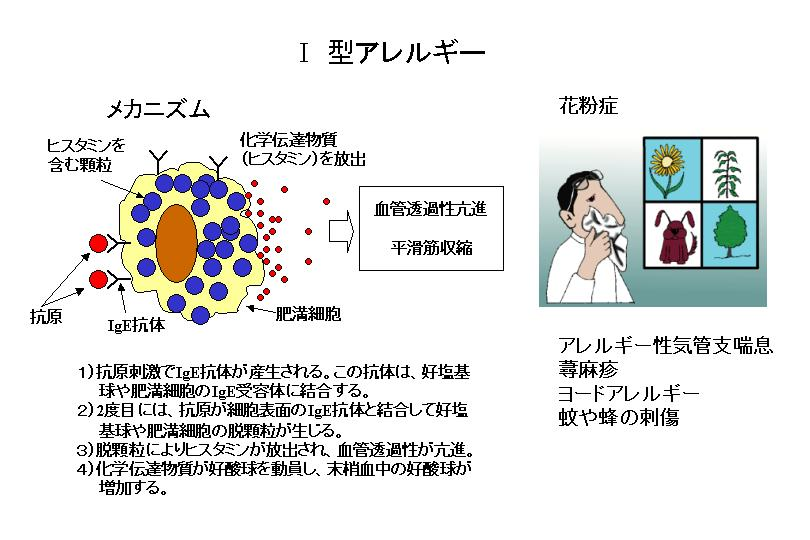 Ⅰ 型アレルギー
メカニズム
ヒスタミンを
含む顆粒
化学伝達物質
（ヒスタミン）を放出
血管透過性亢進
平滑筋収縮
抗原
IgE抗体
肥満細胞
1）抗原刺激でIgE抗体が産生される。この抗体は、好塩基
球や肥満細胞のIgE受容体に結合する。
2）2度目には、抗原が細胞表面のIgE抗体と結合して好塩
基球や肥満細胞の脱顆粒が生じる。
3）脱顆粒によりヒスタミンが放出され、血管透過性が亢進。
4）化学伝達物質が好酸球を動員し、末梢血中の好酸球が
増加する。
花粉症
アレルギー性気管支喘息
蕁麻疹
ヨードアレルギー
蚊や蜂の刺傷